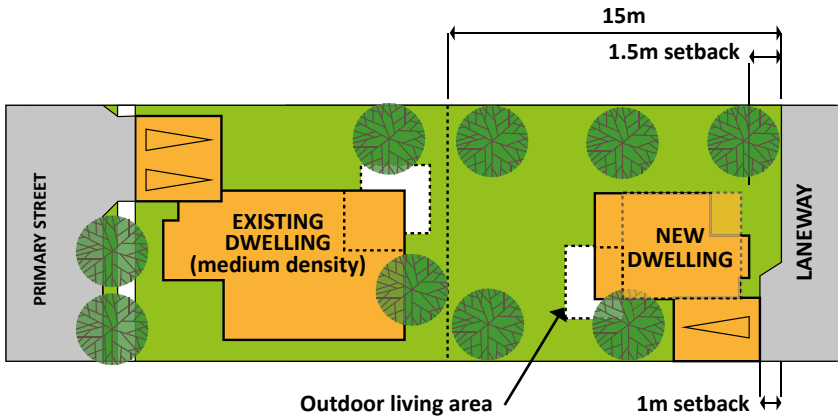 15m
1.5m setback
PRIMARY STREET
EXISTING
DWELLING
(medium density)
NEW
DWELLING
LANEWAY
Outdoor living area
1m setback